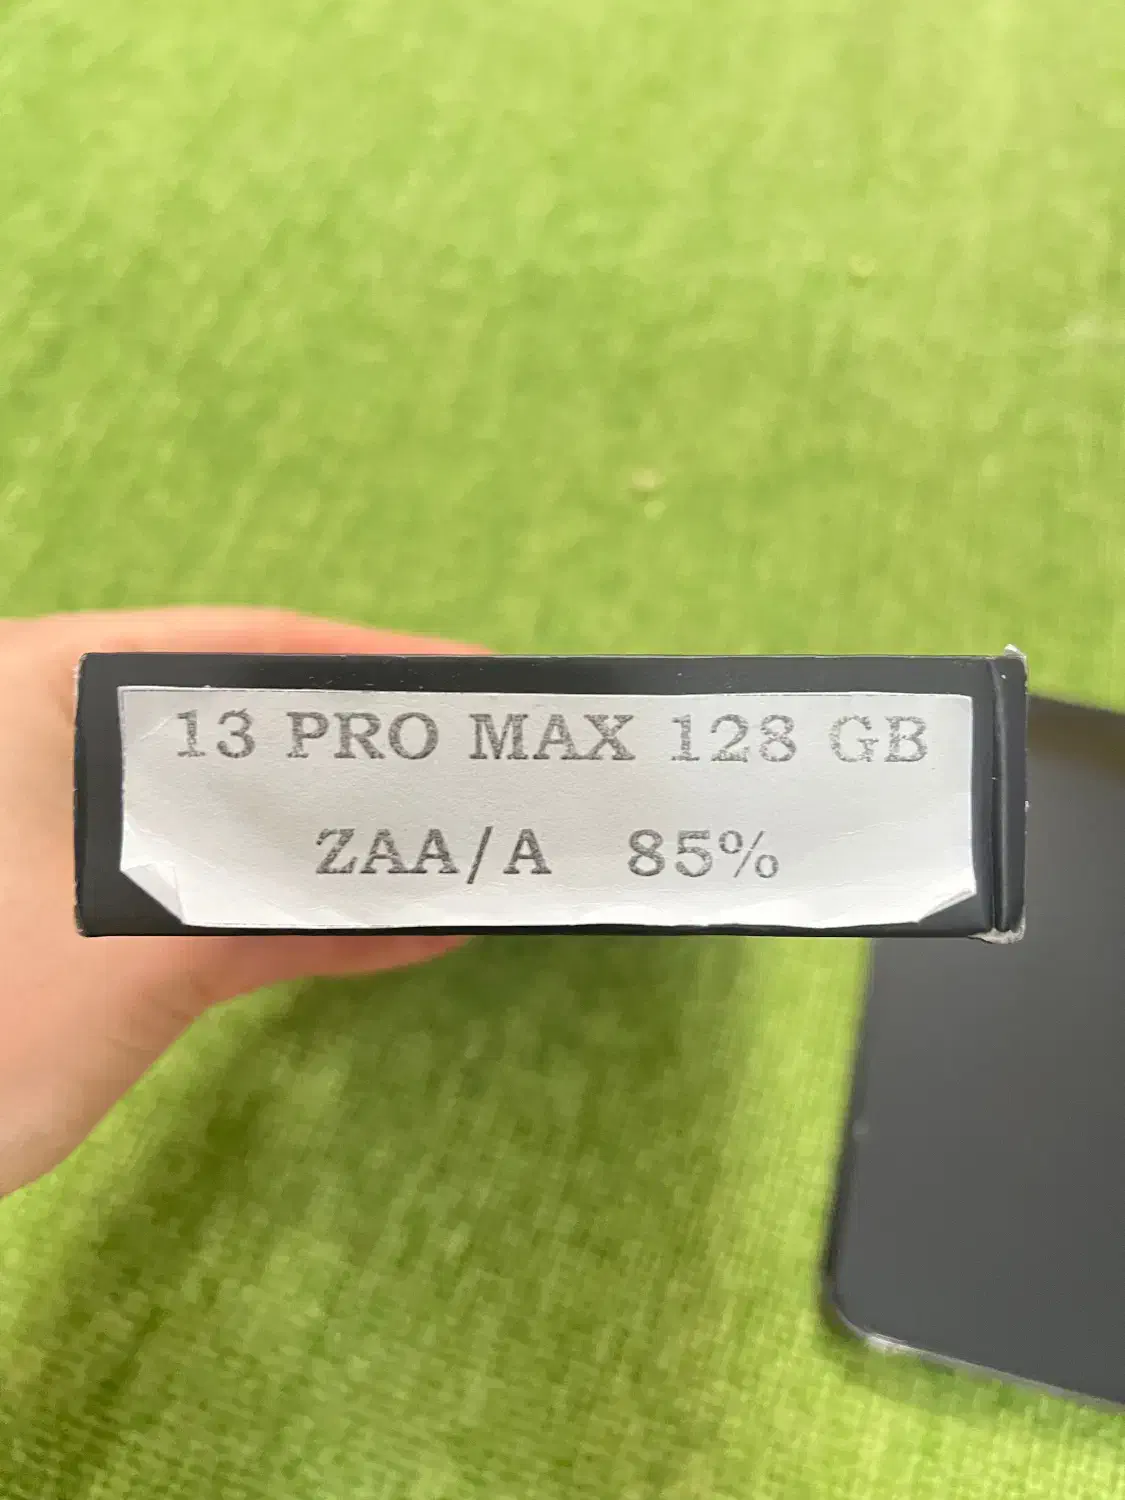 13 PRO MAX 128 GB
ZAA/A 85%